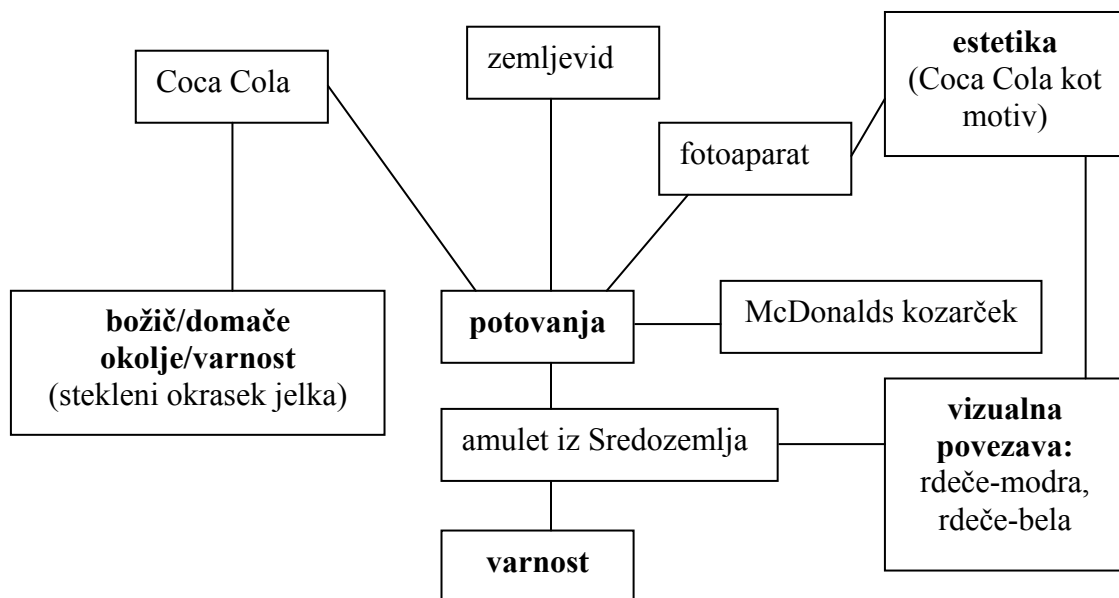 Coca Cola
zemljevid
estetika
(Coca Cola kot
motiv)
fotoaparat
božič/domače
okolje/varnost
(stekleni okrasek jelka)
potovanja
McDonalds kozarček
amulet iz Sredozemlja
vizualna
povezava:
rdeče-modra,
rdeče-bela
varnost